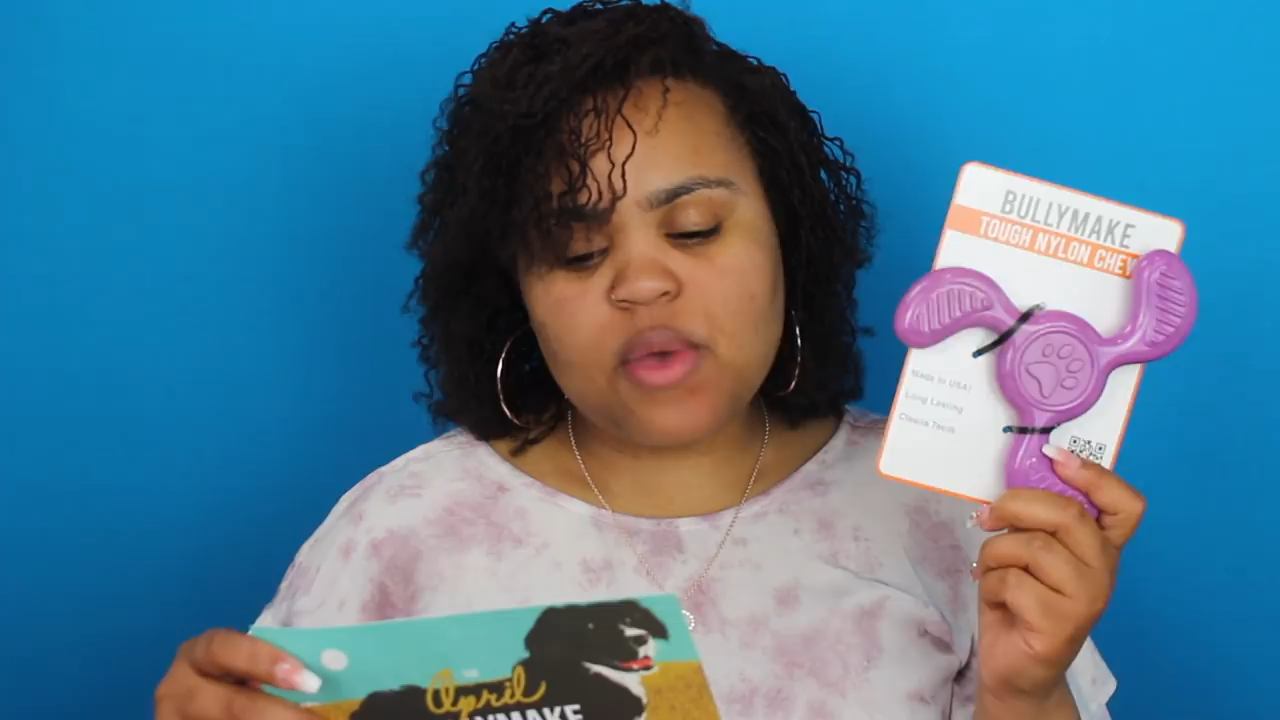 BULLYMAKE
TOUGH NYLON CHEW
Made in USA!
Long Lasting
Cleans Teeth
April
YMAKE